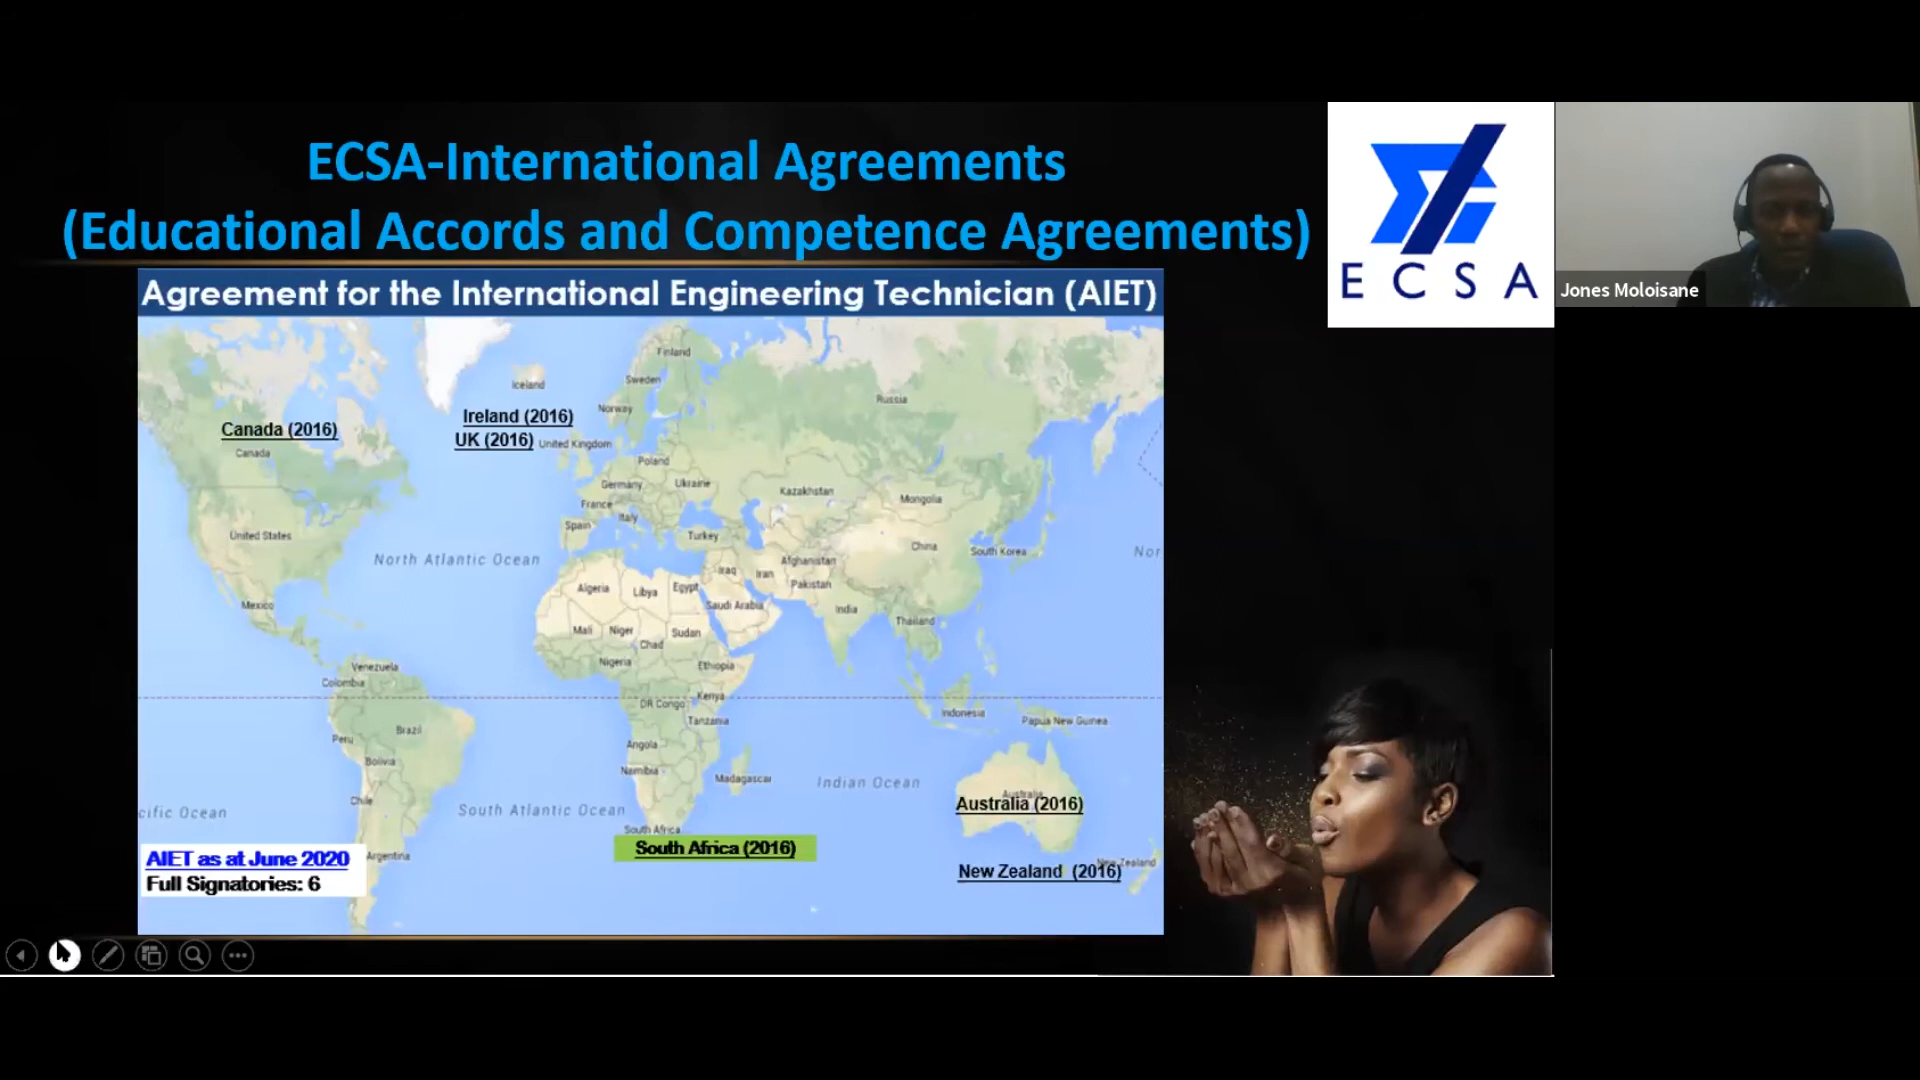 ECSA-International Agreements
(Educational Accords and Competence Agreements)
ECSA
Jones Moloisane
Agreement for the International Engineering Technician (AIET)
Finland
Iceland
Sweden
Norway
Russia
Ireland (2016)
Canada (2016)
UK (2016)
United Kingdom
Canada
Poland
Germany
Ukraine
Kazakhstan
Mongolia
France
Italy
Spain
United States
Turkey
China
South Korea
North Atlantic Ocean
Nor
Afghanistan
Iraq
Iran
Pakistan
Algeria
Libya
Egypt
Mexico
Saudi Arabia
India
Thailand
Mali
Niger
Sudan
Chad
Nigeria
Ethiopia
Venezuela
Colombia
Kenya
DR Congo
Indonesia
Papua New Guinea
Tanzania
Brazil
Peru
Angola
Bolivia
Namibia
Madagascar
Indian Ocean
Chile
Australia
Australia (2016)
cific Ocean
South Atlantic Ocean
South Africa
South Africa (2016)
AIET as at June 2020
Argentina
Full Signatories: 6
New Zealand
New Zealand (2016)